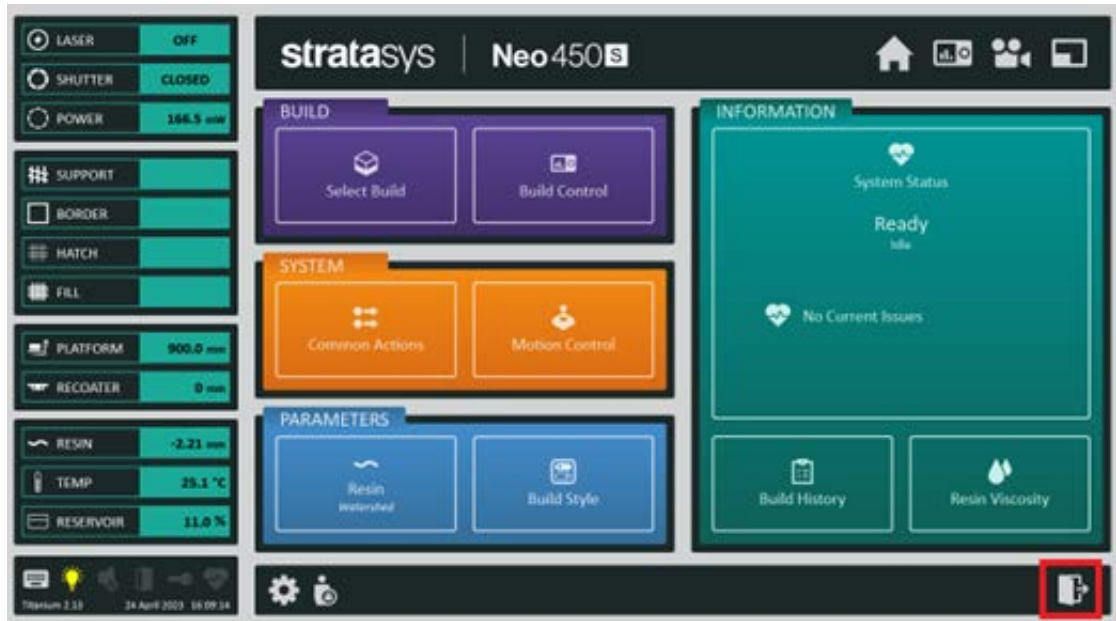 LASER OFF
SHUTTER CLOSED
POWER 166.5 mW
SUPPORT
BORDER
HATCH
FILL
PLATFORM 900.0 mm
RECOATER 0 mm
RESIN -2.21 mm
TEMP 25.1 °C
RESERVOIR 11.0 %
Titanium 2.13 24 April 2023 16:09:14
stratasys Neo450S
BUILD
Select Build
Build Control
SYSTEM
Common Actions
Motion Control
PARAMETERS
Resin
Watershed
Build Style
INFORMATION
System Status
Ready
Idle
No Current Issues
Build History
Resin Viscosity